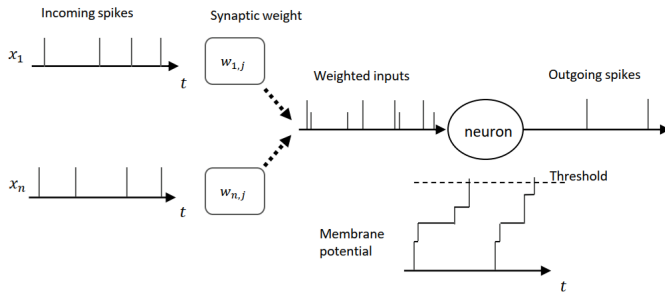 Incoming spikes
Synaptic weight
x₁
t
w₁,ⱼ
Weighted inputs
Outgoing spikes
neuron
xₙ
t
wₙ,ⱼ
Threshold
Membrane
potential
t